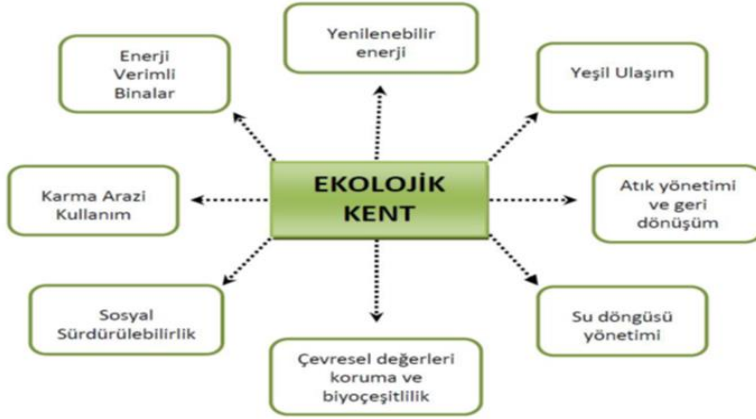 Yenilenebilir
enerji
Enerji
Verimli
Binalar
Yeşil Ulaşım
EKOLOJİK
KENT
Karma Arazi
Kullanım
Atık yönetimi
ve geri
dönüşüm
Sosyal
Sürdürülebilirlik
Su döngüsü
yönetimi
Çevresel değerleri
koruma ve
biyoçeşitlilik